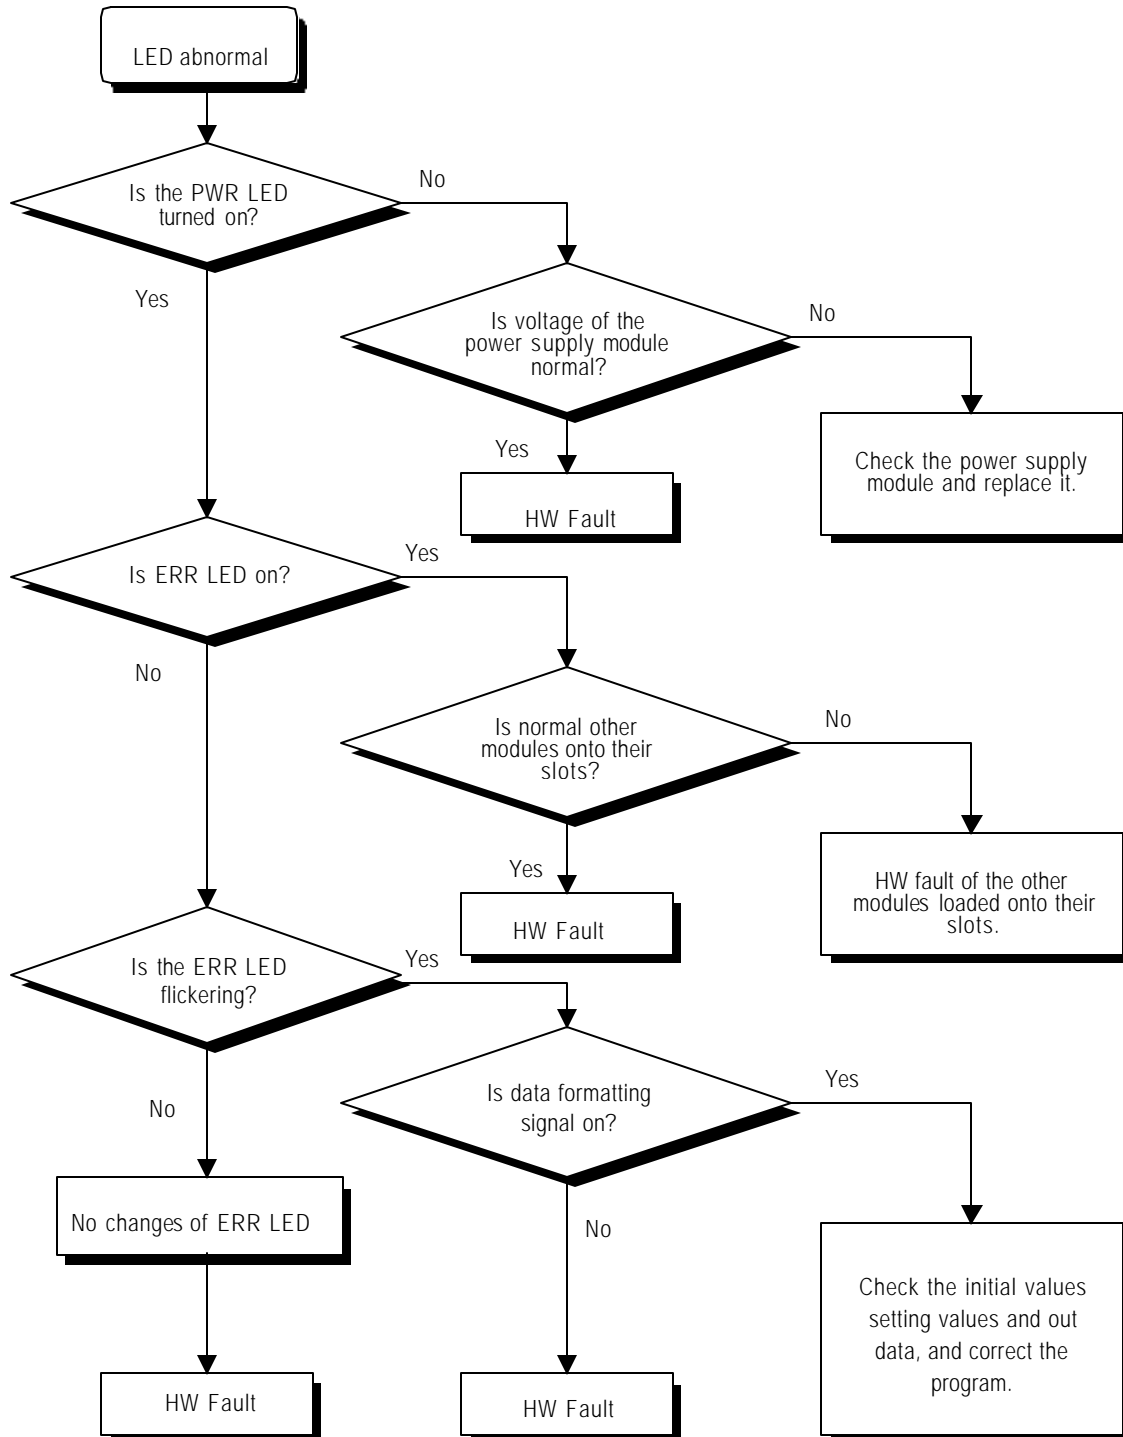 LED abnormal
Is the PWR LED
turned on?
No
Yes
Is voltage of the
power supply module
normal?
No
Yes
Check the power supply
module and replace it.
HW Fault
Is ERR LED on?
Yes
No
Is normal other
modules onto their
slots?
No
Yes
HW fault of the other
modules loaded onto their
slots.
HW Fault
Is the ERR LED
flickering?
Yes
No
Is data formatting
signal on?
Yes
No
No changes of ERR LED
Check the initial values
setting values and out
data, and correct the
program.
HW Fault
HW Fault